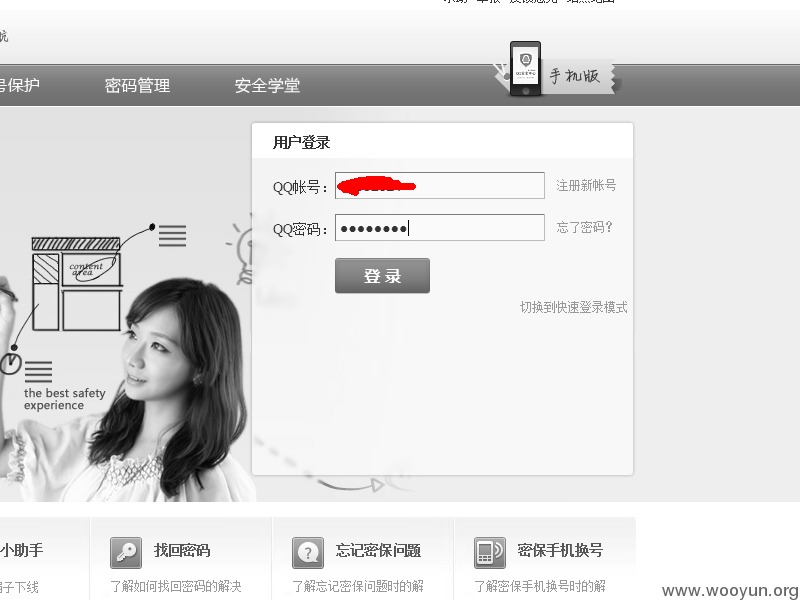 号保护 密码管理 安全学堂 手机版
用户登录
QQ帐号： 注册新帐号
QQ密码： 忘了密码？
登 录
切换到快速登录模式
content
area
the best safety
experience
小助手 找回密码 忘记密保问题 密保手机换号
了解如何找回密码的解决 了解忘记密保问题时的解 了解密保手机换号时的解
www.wooyun.org